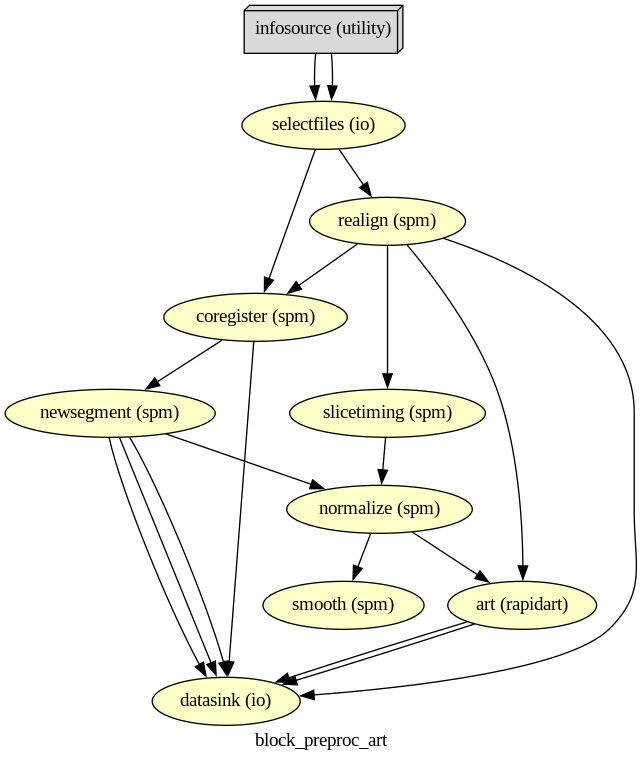 infosource (utility)
selectfiles (io)
realign (spm)
coregister (spm)
newsegment (spm)
slicetiming (spm)
normalize (spm)
smooth (spm)
art (rapidart)
datasink (io)
block_preproc_art